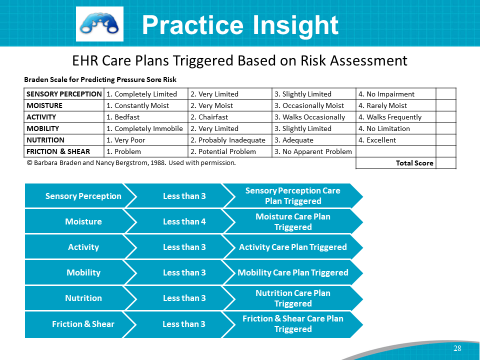 Practice Insight
EHR Care Plans Triggered Based on Risk Assessment
Braden Scale for Predicting Pressure Sore Risk
SENSORY PERCEPTION 1. Completely Limited 2. Very Limited 3. Slightly Limited 4. No Impairment
MOISTURE 1. Constantly Moist 2. Very Moist 3. Occasionally Moist 4. Rarely Moist
ACTIVITY 1. Bedfast 2. Chairfast 3. Walks Occasionally 4. Walks Frequently
MOBILITY 1. Completely Immobile 2. Very Limited 3. Slightly Limited 4. No Limitation
NUTRITION 1. Very Poor 2. Probably Inadequate 3. Adequate 4. Excellent
FRICTION & SHEAR 1. Problem 2. Potential Problem 3. No Apparent Problem
© Barbara Braden and Nancy Bergstrom, 1988. Used with permission. Total Score
Sensory Perception Less than 3 Sensory Perception Care
Plan Triggered
Moisture Less than 4 Moisture Care Plan
Triggered
Activity Less than 3 Activity Care Plan Triggered
Mobility Less than 3 Mobility Care Plan Triggered
Nutrition Less than 3 Nutrition Care Plan
Triggered
Friction & Shear Less than 3 Friction & Shear Care Plan
Triggered
28